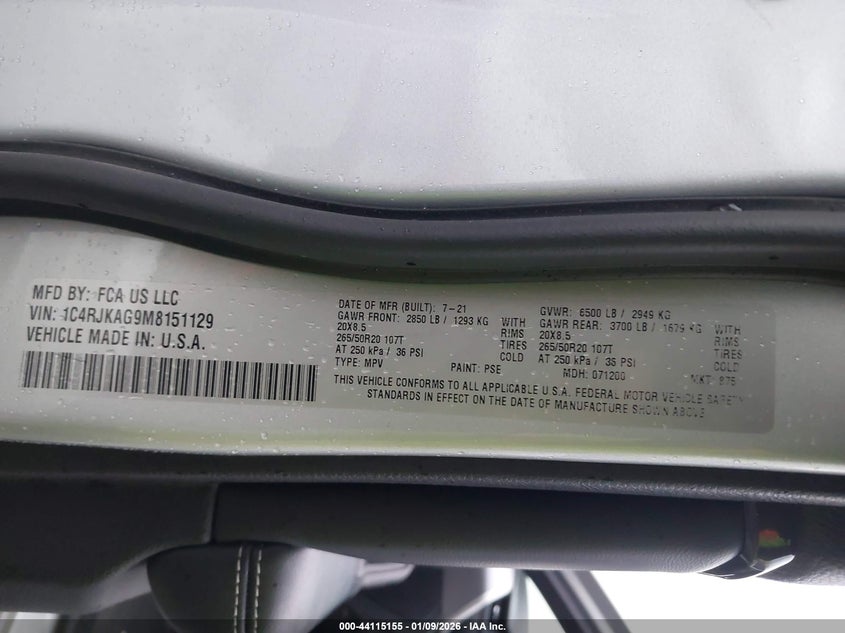 MFD BY: FCA US LLC
VIN: 1C4RJKAG9M8151129
VEHICLE MADE IN: U.S.A.
DATE OF MFR (BUILT): 7-21
GAWR FRONT: 2850 LB / 1293 KG WITH
20X8.5 RIMS
265/50R20 107T TIRES
AT 250 kPa / 36 PSI COLD
TYPE: MPV PAINT: PSE
GVWR: 6500 LB / 2949 KG
GAWR REAR: 3700 LB / 1679 KG WITH
20X8.5 RIMS
265/50R20 107T TIRES
AT 250 kPa / 36 PSI COLD
MDH: 071200 MKT: 875
THIS VEHICLE CONFORMS TO ALL APPLICABLE U.S.A. FEDERAL MOTOR VEHICLE SAFETY
STANDARDS IN EFFECT ON THE DATE OF MANUFACTURE SHOWN ABOVE
000-44115155 - 01/09/2026 - © IAA Inc.